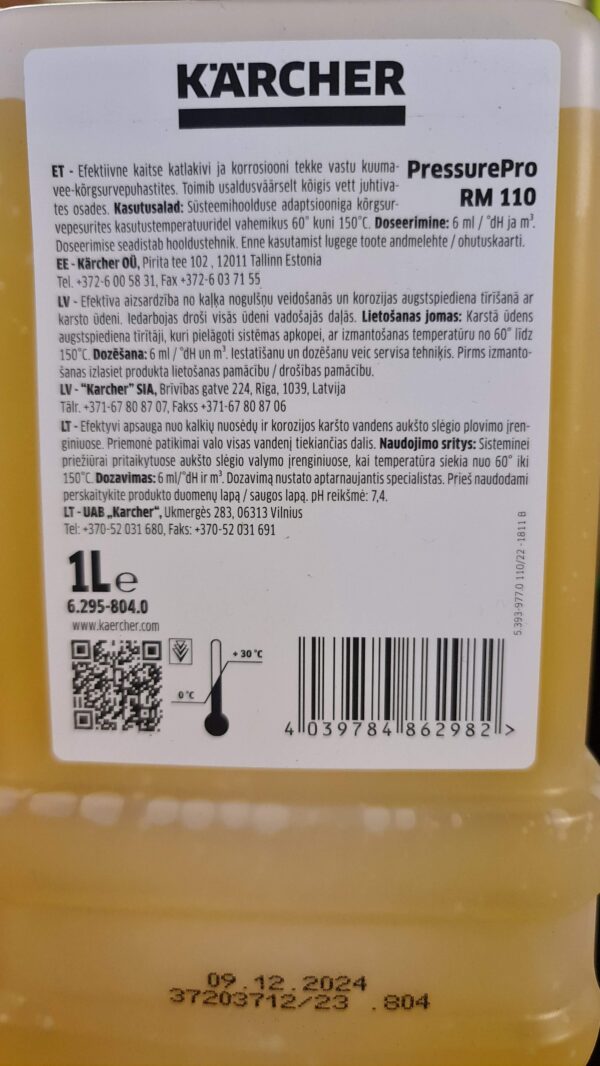 KÄRCHER
PressurePro
RM 110
ET - Efektiivne kaitse katlakivi ja korrosiooni tekke vastu kuuma-
vee-kõrgsurvepuhastites. Toimib usaldusväärselt kõigis vett juhtiva-
tes osades. Kasutusalad: Süsteemihoolduse adaptsiooniga kõrgsur-
vepesurites kasutustemperatuuridel vahemikus 60° kuni 150°C. Doseerimine: 6 ml / °dH ja m³.
Doseerimise seadistab hooldustehnik. Enne kasutamist lugege toote andmelehte / ohutuskaarti.
EE - Kärcher OÜ, Pirita tee 102 , 12011 Tallinn Estonia
Tel. +372-6 00 58 31, Fax +372-6 03 71 55
LV - Efektīva aizsardzība no kaļķa nogulšņu veidošanās un korozijas augstspiediena tīrīšanā ar
karsto ūdeni. Iedarbojas droši visās ūdeni vadošajās daļās. Lietošanas jomas: Karstā ūdens
augstspiediena tīrītāji, kuri pielāgoti sistēmas apkopei, ar izmantošanas temperatūru no 60° līdz
150°C. Dozēšana: 6 ml / °dH un m³. Iestatīšanu un dozēšanu veic servisa tehniķis. Pirms izmanto-
šanas izlasiet produkta lietošanas pamācību / drošības pamācību.
LV - "Karcher" SIA, Brīvības gatve 224, Riga, 1039, Latvija
Tālr. +371-67 80 87 07, Fakss +371-67 80 87 06
LT - Efektyvi apsauga nuo kalkių nuosėdų ir korozijos karšto vandens aukšto slėgio plovimo įren-
giniuose. Priemonė patikimai valo visas vandenį tiekiančias dalis. Naudojimo sritys: Sisteminei
priežiūrai pritaikytuose aukšto slėgio valymo įrenginiuose, kai temperatūra siekia nuo 60° iki
150°C. Dozavimas: 6 ml/°dH ir m³. Dozavimą nustato aptarnaujantis specialistas. Prieš naudodami
perskaitykite produkto duomenų lapą / saugos lapą. pH reikšmė: 7,4.
LT - UAB „Karcher", Ukmergės 283, 06313 Vilnius
Tel: +370-52 031 680, Faks: +370-52 031 691
1L e
6.295-804.0
www.kaercher.com
+ 30 °C
0 °C
4 039784 862982 >
5.393-977.0 110/22 - 1811 B
09.12.2024
37203712/23 .804